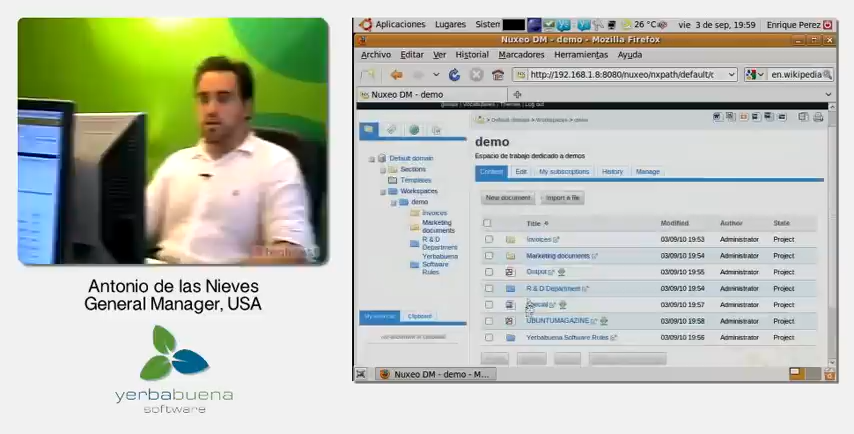 Antonio de las Nieves
General Manager, USA
yerbabuena
software
Aplicaciones Lugares Sistem 26 °C vie 3 de sep, 19:59 Enrique Perez
Nuxeo DM - demo - Mozilla Firefox
Archivo Editar Ver Historial Marcadores Herramientas Ayuda
http://192.168.1.8:8080/nuxeo/nxpath/default/c en.wikipedia
Nuxeo DM - demo
Default domain
Sections
Templates
Workspaces
demo
Invoices
Marketing
documents
R & D
Department
Yerbabuena
Software
Rules
Clipboard
demo
Espacio de trabajo dedicado a demos
Content Edit My subscriptions History Manage
New document Import a file
Title Modified Author State
Invoices 03/09/10 19:53 Administrator Project
Marketing documents 03/09/10 19:54 Administrator Project
Output 03/09/10 19:55 Administrator Project
R & D Department 03/09/10 19:54 Administrator Project
03/09/10 19:57 Administrator Project
UBUNTUMAGAZINE 03/09/10 19:58 Administrator Project
Yerbabuena Software Rules 03/09/10 19:56 Administrator Project
Nuxeo DM - demo - M...